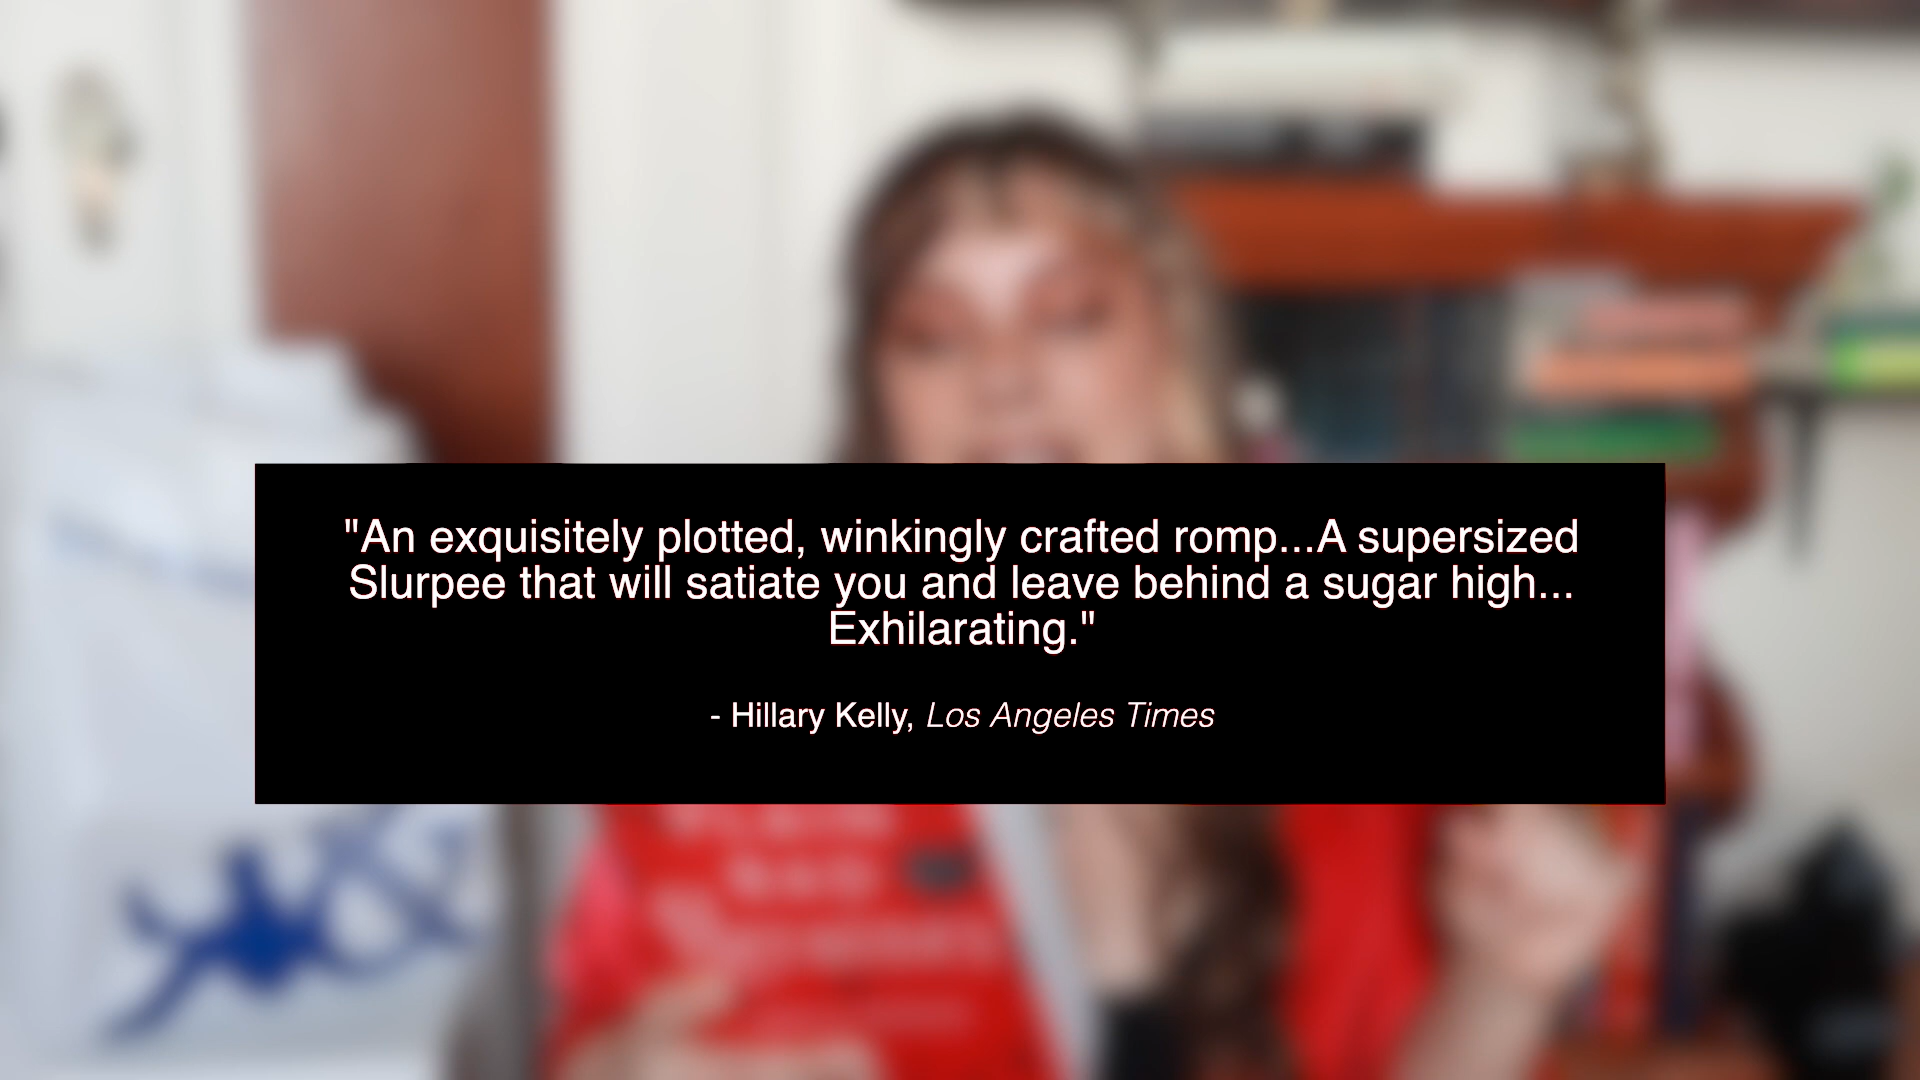 "An exquisitely plotted, winkingly crafted romp...A supersized
Slurpee that will satiate you and leave behind a sugar high...
Exhilarating."
- Hillary Kelly, Los Angeles Times